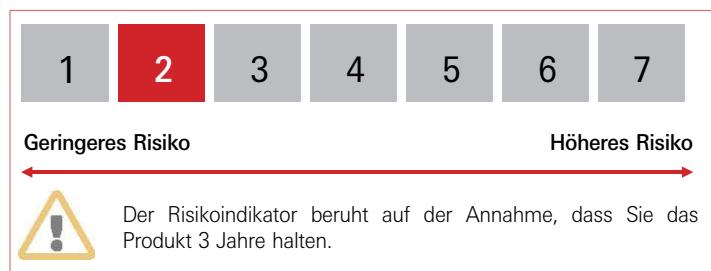 1 2 3 4 5 6 7
Geringeres Risiko Höheres Risiko
Der Risikoindikator beruht auf der Annahme, dass Sie das
Produkt 3 Jahre halten.